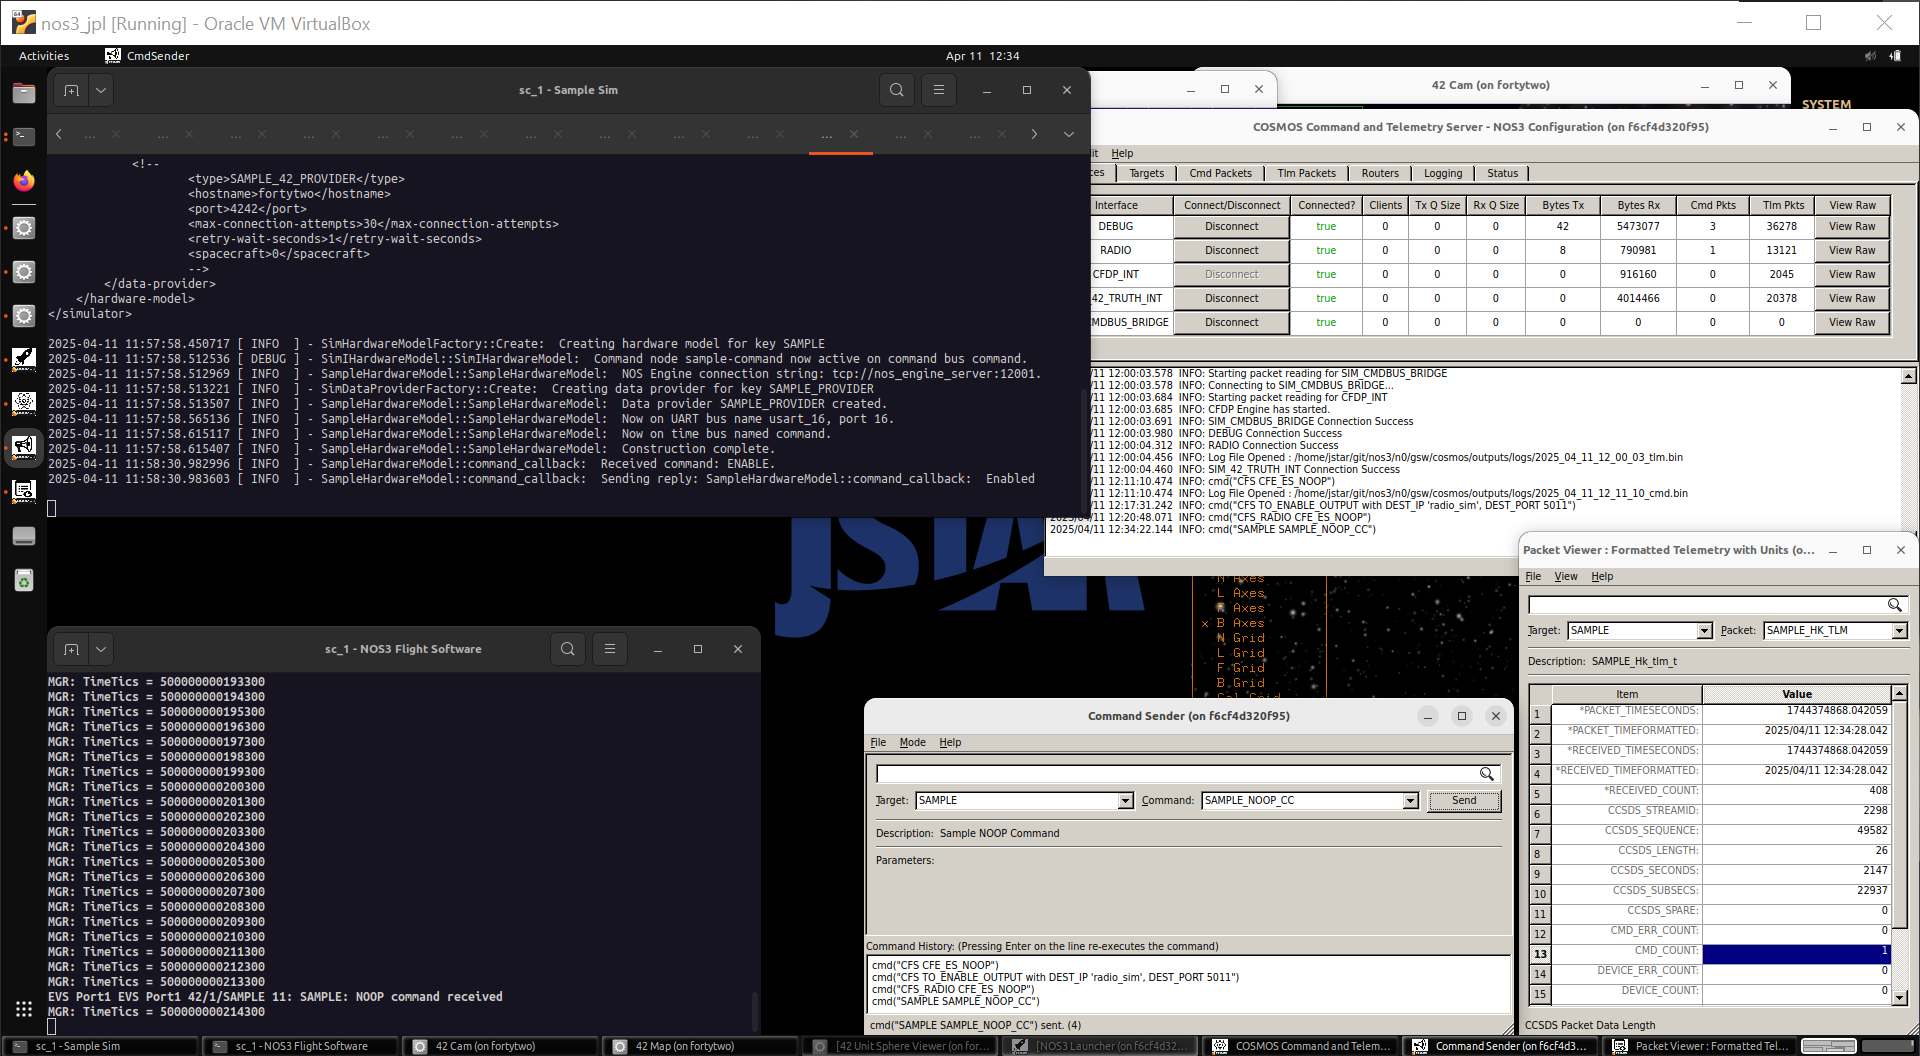 nos3_jpl [Running] - Oracle VM VirtualBox
Activities
CmdSender
Apr 11 12:34
sc_1 - Sample Sim
<!--
<type>SAMPLE_42_PROVIDER</type>
<hostname>fortytwo</hostname>
<port>4242</port>
<max-connection-attempts>30</max-connection-attempts>
<retry-wait-seconds>1</retry-wait-seconds>
<spacecraft>0</spacecraft>
-->
</data-provider>
</hardware-model>
</simulator>
2025-04-11 11:57:58.450717 [ INFO  ] - SimHardwareModelFactory::Create:  Creating hardware model for key SAMPLE
2025-04-11 11:57:58.512536 [ DEBUG ] - SimIHardwareModel::SimIHardwareModel:  Command node sample-command now active on command bus command.
2025-04-11 11:57:58.512969 [ INFO  ] - SampleHardwareModel::SampleHardwareModel:  NOS Engine connection string: tcp://nos_engine_server:12001.
2025-04-11 11:57:58.513221 [ INFO  ] - SimDataProviderFactory::Create:  Creating data provider for key SAMPLE_PROVIDER
2025-04-11 11:57:58.513507 [ INFO  ] - SampleHardwareModel::SampleHardwareModel:  Data provider SAMPLE_PROVIDER created.
2025-04-11 11:57:58.565136 [ INFO  ] - SampleHardwareModel::SampleHardwareModel:  Now on UART bus name usart_16, port 16.
2025-04-11 11:57:58.615117 [ INFO  ] - SampleHardwareModel::SampleHardwareModel:  Now on time bus named command.
2025-04-11 11:57:58.615407 [ INFO  ] - SampleHardwareModel::SampleHardwareModel:  Construction complete.
2025-04-11 11:58:30.982996 [ INFO  ] - SampleHardwareModel::command_callback:  Received command: ENABLE.
2025-04-11 11:58:30.983603 [ INFO  ] - SampleHardwareModel::command_callback:  Sending reply: SampleHardwareModel::command_callback:  Enabled
42 Cam (on fortytwo)
SYSTEM
COSMOS Command and Telemetry Server - NOS3 Configuration (on f6cf4d320f95)
it Help
ces Targets Cmd Packets Tlm Packets Routers Logging Status
Interface Connect/Disconnect Connected? Clients Tx Q Size Rx Q Size Bytes Tx Bytes Rx Cmd Pkts Tlm Pkts View Raw
DEBUG Disconnect true 0 0 0 42 5473077 3 36278 View Raw
RADIO Disconnect true 0 0 0 8 790981 1 13121 View Raw
CFDP_INT Disconnect true 0 0 0 0 916160 0 2045 View Raw
_42_TRUTH_INT Disconnect true 0 0 0 0 4014466 0 20378 View Raw
MDBUS_BRIDGE Disconnect true 0 0 0 0 0 0 0 View Raw
/11 12:00:03.578  INFO: Starting packet reading for SIM_CMDBUS_BRIDGE
/11 12:00:03.578  INFO: Connecting to SIM_CMDBUS_BRIDGE...
/11 12:00:03.684  INFO: Starting packet reading for CFDP_INT
/11 12:00:03.685  INFO: CFDP Engine has started.
/11 12:00:03.691  INFO: SIM_CMDBUS_BRIDGE Connection Success
/11 12:00:03.980  INFO: DEBUG Connection Success
/11 12:00:04.312  INFO: RADIO Connection Success
/11 12:00:04.456  INFO: Log File Opened : /home/jstar/git/nos3/n0/gsw/cosmos/outputs/logs/2025_04_11_12_00_03_tlm.bin
/11 12:00:04.460  INFO: SIM_42_TRUTH_INT Connection Success
/11 12:11:10.474  INFO: cmd("CFS CFE_ES_NOOP")
/11 12:11:10.474  INFO: Log File Opened : /home/jstar/git/nos3/n0/gsw/cosmos/outputs/logs/2025_04_11_12_11_10_cmd.bin
/11 12:17:31.242  INFO: cmd("CFS TO_ENABLE_OUTPUT with DEST_IP 'radio_sim', DEST_PORT 5011")
2025/04/11 12:20:48.071  INFO: cmd("CFS_RADIO CFE_ES_NOOP")
2025/04/11 12:34:22.144  INFO: cmd("SAMPLE SAMPLE_NOOP_CC")
JSTAR
N Axes
L Axes
F Axes
x B Axes
N Grid
L Grid
F Grid
B Grid
sc_1 - NOS3 Flight Software
MGR: TimeTics = 500000000193300
MGR: TimeTics = 500000000194300
MGR: TimeTics = 500000000195300
MGR: TimeTics = 500000000196300
MGR: TimeTics = 500000000197300
MGR: TimeTics = 500000000198300
MGR: TimeTics = 500000000199300
MGR: TimeTics = 500000000200300
MGR: TimeTics = 500000000201300
MGR: TimeTics = 500000000202300
MGR: TimeTics = 500000000203300
MGR: TimeTics = 500000000204300
MGR: TimeTics = 500000000205300
MGR: TimeTics = 500000000206300
MGR: TimeTics = 500000000207300
MGR: TimeTics = 500000000208300
MGR: TimeTics = 500000000209300
MGR: TimeTics = 500000000210300
MGR: TimeTics = 500000000211300
MGR: TimeTics = 500000000212300
MGR: TimeTics = 500000000213300
EVS Port1 EVS Port1 42/1/SAMPLE 11: SAMPLE: NOOP command received
MGR: TimeTics = 500000000214300
Command Sender (on f6cf4d320f95)
File Mode Help
Target: SAMPLE Command: SAMPLE_NOOP_CC Send
Description: Sample NOOP Command
Parameters:
Command History: (Pressing Enter on the line re-executes the command)
cmd("CFS CFE_ES_NOOP")
cmd("CFS TO_ENABLE_OUTPUT with DEST_IP 'radio_sim', DEST_PORT 5011")
cmd("CFS_RADIO CFE_ES_NOOP")
cmd("SAMPLE SAMPLE_NOOP_CC")
cmd("SAMPLE SAMPLE_NOOP_CC") sent. (4)
Packet Viewer : Formatted Telemetry with Units (o...
File View Help
Target: SAMPLE Packet: SAMPLE_HK_TLM
Description: SAMPLE_Hk_tlm_t
Item Value
1 *PACKET_TIMESECONDS: 1744374868.042059
2 *PACKET_TIMEFORMATTED: 2025/04/11 12:34:28.042
3 *RECEIVED_TIMESECONDS: 1744374868.042059
4 *RECEIVED_TIMEFORMATTED: 2025/04/11 12:34:28.042
5 *RECEIVED_COUNT: 408
6 CCSDS_STREAMID: 2298
7 CCSDS_SEQUENCE: 49582
8 CCSDS_LENGTH: 26
9 CCSDS_SECONDS: 2147
10 CCSDS_SUBSECS: 22937
11 CCSDS_SPARE: 0
12 CMD_ERR_COUNT: 0
13 CMD_COUNT: 1
14 DEVICE_ERR_COUNT: 0
15 DEVICE_COUNT: 0
CCSDS Packet Data Length
sc_1 - Sample Sim
sc_1 - NOS3 Flight Software
42 Cam (on fortytwo)
42 Map (on fortytwo)
[42 Unit Sphere Viewer (on for...
[NOS3 Launcher (on f6cf4d32...
COSMOS Command and Telem...
Command Sender (on f6cf4d3...
Packet Viewer : Formatted Tel...